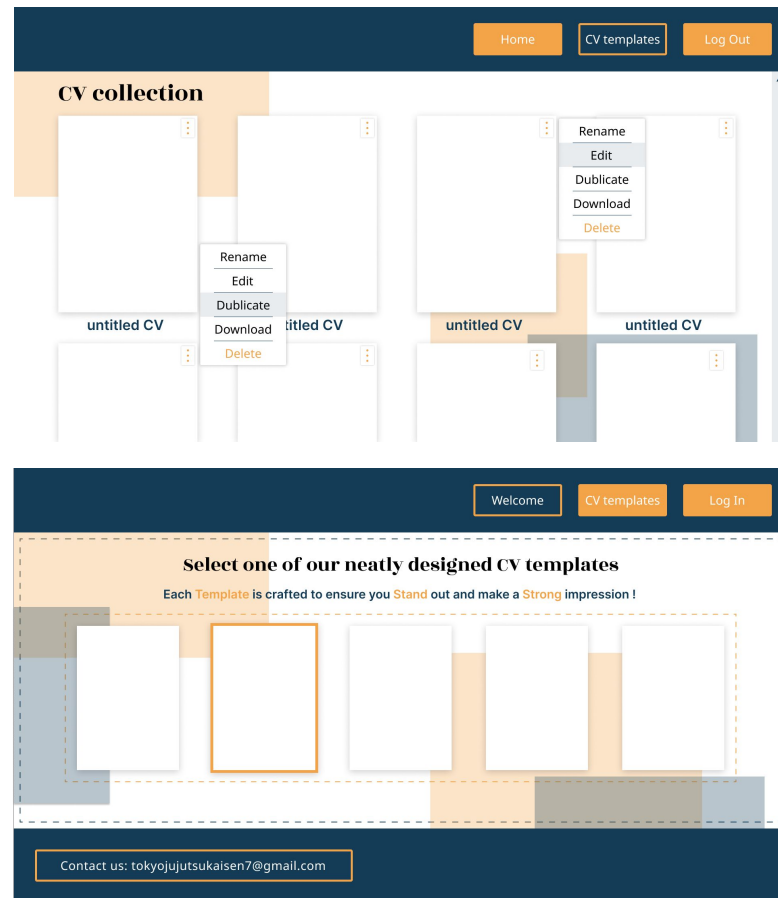 Home
CV templates
Log Out
CV collection
Rename
Edit
Dublicate
Download
Delete
Rename
Edit
Dublicate
Download
Delete
untitled CV
titled CV
untitled CV
untitled CV
Welcome
CV templates
Log In
Select one of our neatly designed CV templates
Each Template is crafted to ensure you Stand out and make a Strong impression !
Contact us: tokyojujutsukaisen7@gmail.com